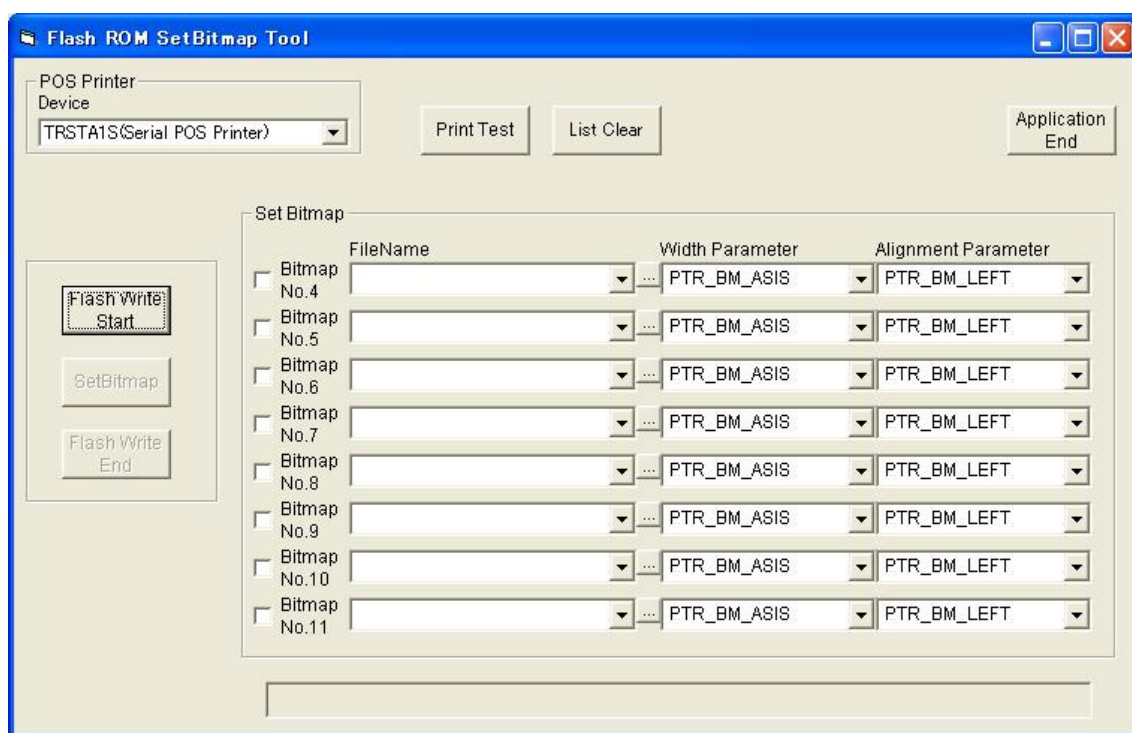 Flash ROM SetBitmap Tool
POS Printer
Device
TRSTA1S(Serial POS Printer)
Print Test
List Clear
Application
End
Set Bitmap
FileName
Width Parameter
Alignment Parameter
Flash Write
Start
SetBitmap
Flash Write
End
Bitmap
No.4
...
PTR_BM_ASIS
PTR_BM_LEFT
Bitmap
No.5
...
PTR_BM_ASIS
PTR_BM_LEFT
Bitmap
No.6
...
PTR_BM_ASIS
PTR_BM_LEFT
Bitmap
No.7
...
PTR_BM_ASIS
PTR_BM_LEFT
Bitmap
No.8
...
PTR_BM_ASIS
PTR_BM_LEFT
Bitmap
No.9
...
PTR_BM_ASIS
PTR_BM_LEFT
Bitmap
No.10
...
PTR_BM_ASIS
PTR_BM_LEFT
Bitmap
No.11
...
PTR_BM_ASIS
PTR_BM_LEFT